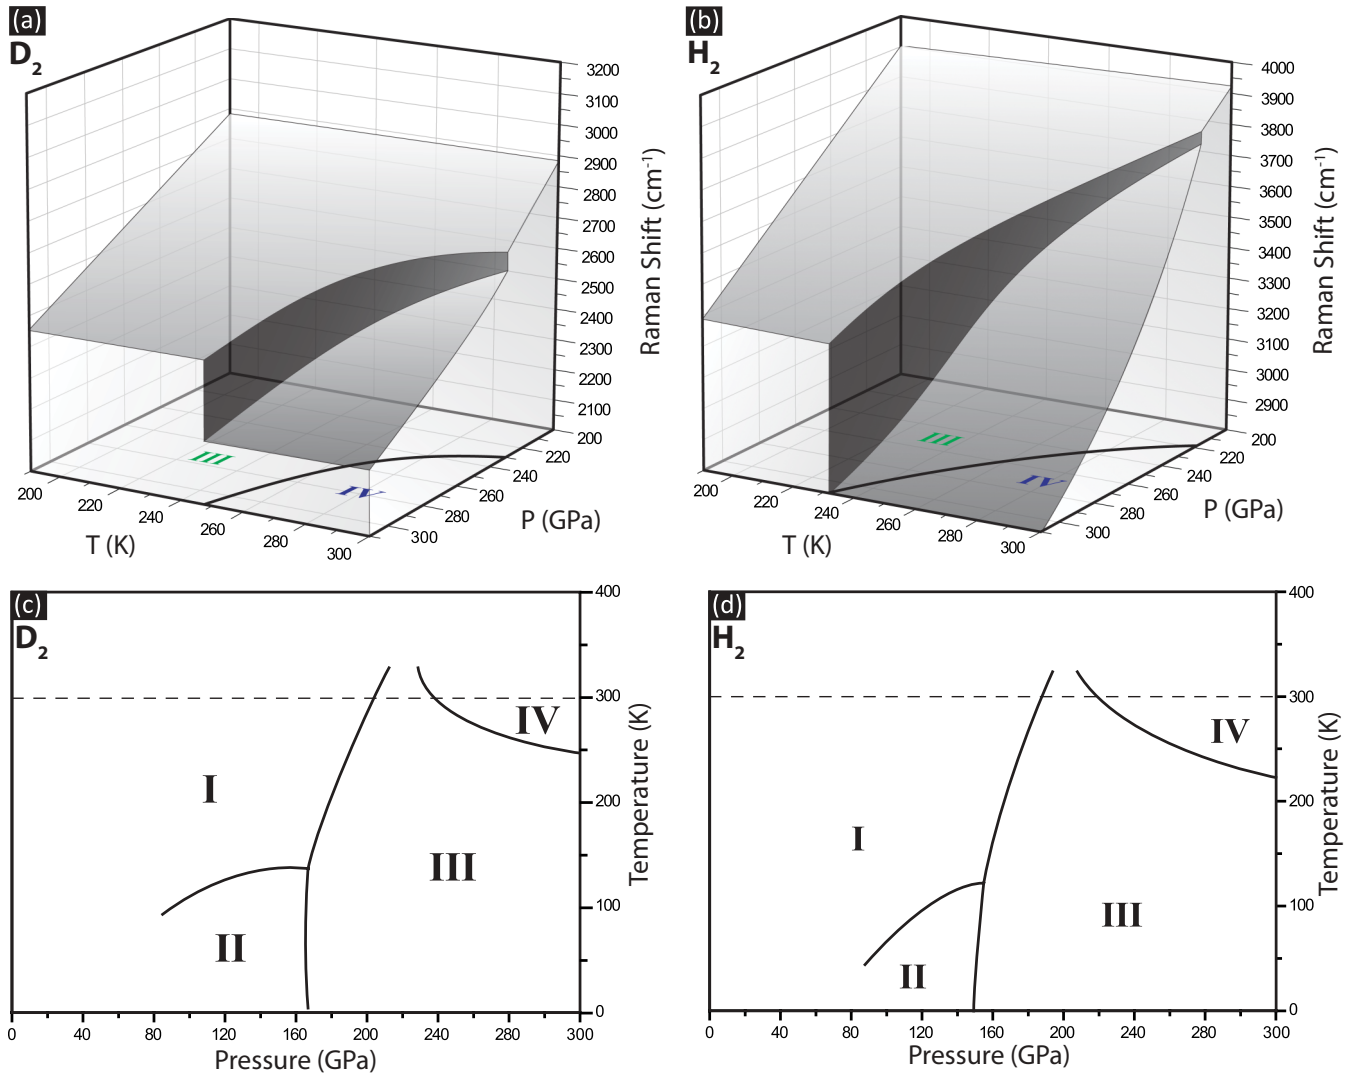 (a)
D2
3200
3100
3000
2900
2800
2700
2600
2500
2400
2300
2200
2100
200
220
240
260
280
300
Raman Shift (cm-1)
P (GPa)
200
220
240
260
280
300
T (K)
III
IV
(b)
H2
4000
3900
3800
3700
3600
3500
3400
3300
3200
3100
3000
2900
200
220
240
260
280
300
Raman Shift (cm-1)
P (GPa)
200
220
240
260
280
300
T (K)
III
IV
(c)
D2
400
300
200
100
0
Temperature (K)
I
II
III
IV
0 40 80 120 160 200 240 300
Pressure (GPa)
(d)
H2
400
300
200
100
0
Temperature (K)
I
II
III
IV
0 40 80 120 160 200 240 300
Pressure (GPa)